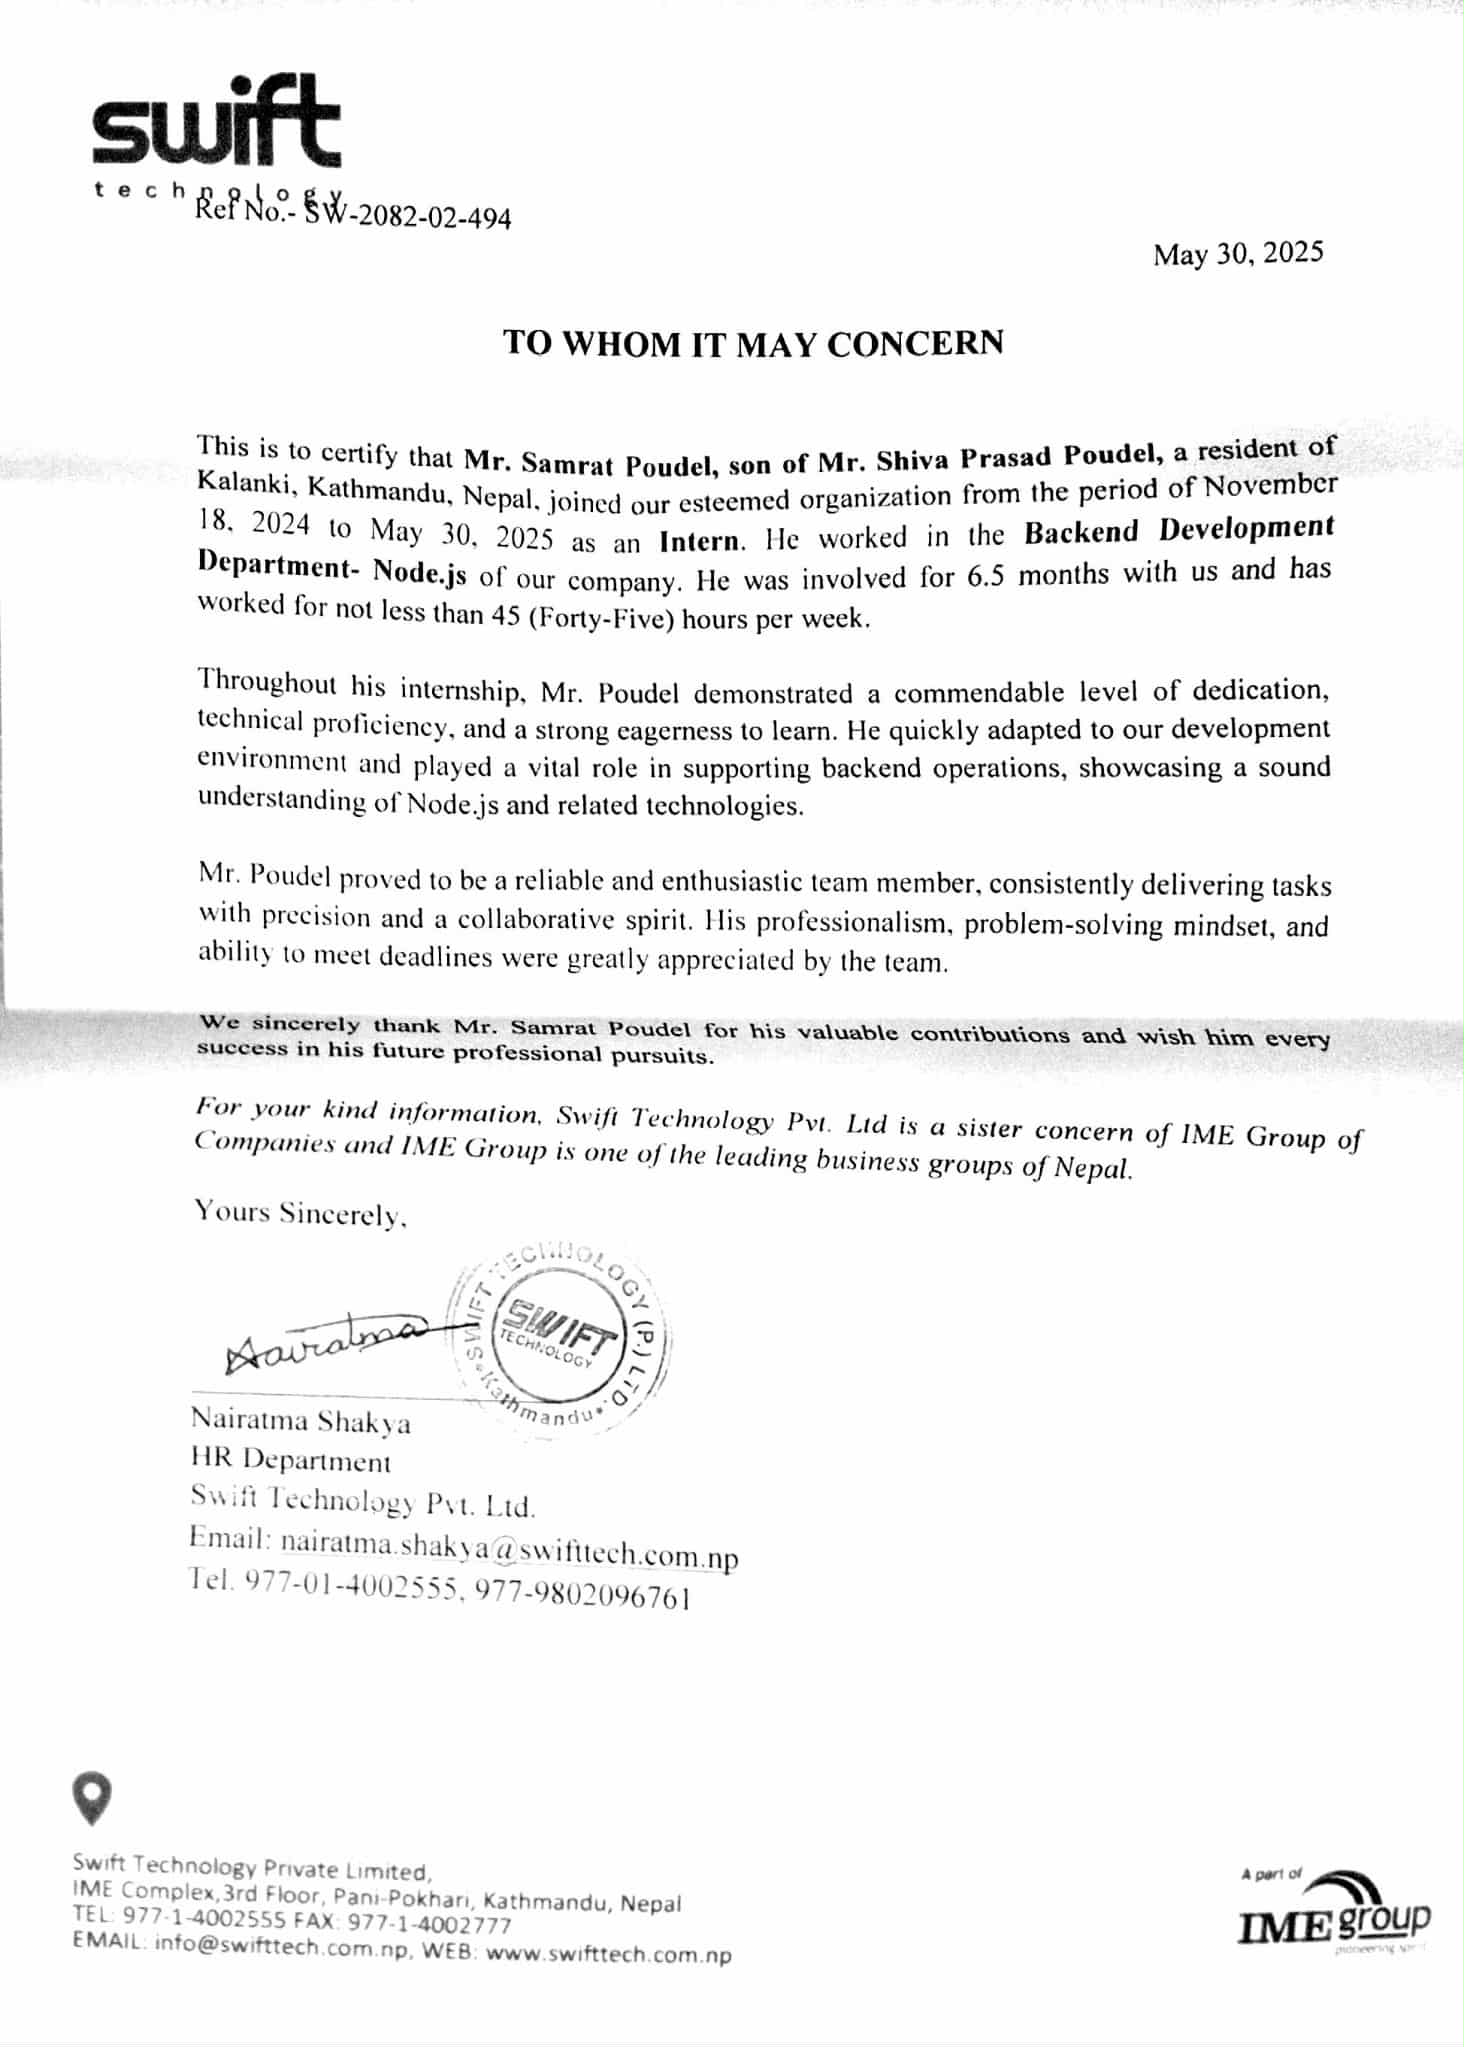 swift
technology
Ref No.- SW-2082-02-494
May 30, 2025
TO WHOM IT MAY CONCERN
This is to certify that Mr. Samrat Poudel, son of Mr. Shiva Prasad Poudel, a resident of
Kalanki, Kathmandu, Nepal, joined our esteemed organization from the period of November
18, 2024 to May 30, 2025 as an Intern. He worked in the Backend Development
Department- Node.js of our company. He was involved for 6.5 months with us and has
worked for not less than 45 (Forty-Five) hours per week.
Throughout his internship, Mr. Poudel demonstrated a commendable level of dedication,
technical proficiency, and a strong eagerness to learn. He quickly adapted to our development
environment and played a vital role in supporting backend operations, showcasing a sound
understanding of Node.js and related technologies.
Mr. Poudel proved to be a reliable and enthusiastic team member, consistently delivering tasks
with precision and a collaborative spirit. His professionalism, problem-solving mindset, and
ability to meet deadlines were greatly appreciated by the team.
We sincerely thank Mr. Samrat Poudel for his valuable contributions and wish him every
success in his future professional pursuits.
For your kind information, Swift Technology Pvt. Ltd is a sister concern of IME Group of
Companies and IME Group is one of the leading business groups of Nepal.
Yours Sincerely,
Nairatma
SWIFT TECHNOLOGY (P.) LTD.
SWIFT
TECHNOLOGY
Kathmandu
Nairatma Shakya
HR Department
Swift Technology Pvt. Ltd.
Email: nairatma.shakya@swifttech.com.np
Tel. 977-01-4002555, 977-9802096761
Swift Technology Private Limited,
IME Complex,3rd Floor, Pani-Pokhari, Kathmandu, Nepal
TEL: 977-1-4002555 FAX: 977-1-4002777
EMAIL: info@swifttech.com.np, WEB: www.swifttech.com.np
A part of
IME group
pioneering spirit